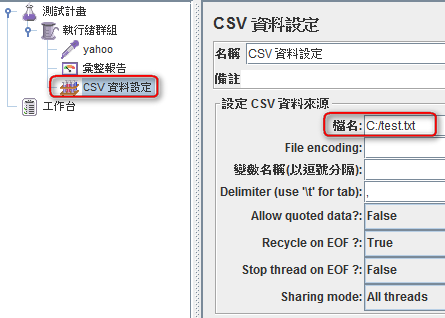 測試計畫
執行緒群組
yahoo
彙整報告
CSV 資料設定
工作台
CSV 資料設定
名稱 CSV 資料設定
備註
設定 CSV 資料來源
檔名: C:/test.txt
File encoding:
變數名稱(以逗號分隔):
Delimiter (use '\t' for tab): ,
Allow quoted data?: False
Recycle on EOF ?: True
Stop thread on EOF ?: False
Sharing mode: All threads